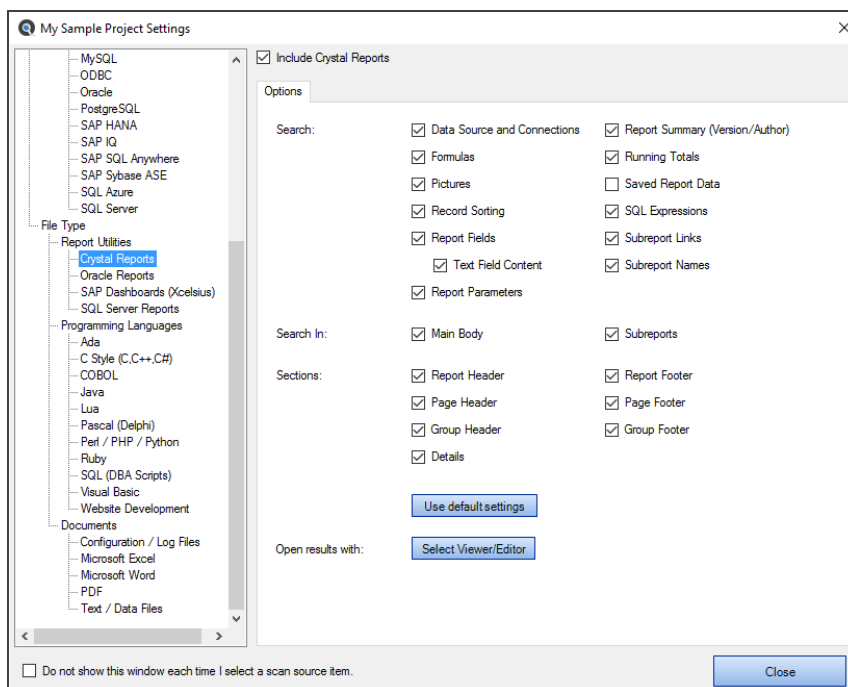 My Sample Project Settings
MySQL
ODBC
Oracle
PostgreSQL
SAP HANA
SAP IQ
SAP SQL Anywhere
SAP Sybase ASE
SQL Azure
SQL Server
File Type
Report Utilities
Crystal Reports
Oracle Reports
SAP Dashboards (Xcelsius)
SQL Server Reports
Programming Languages
Ada
C Style (C,C++,C#)
COBOL
Java
Lua
Pascal (Delphi)
Perl / PHP / Python
Ruby
SQL (DBA Scripts)
Visual Basic
Website Development
Documents
Configuration / Log Files
Microsoft Excel
Microsoft Word
PDF
Text / Data Files
Include Crystal Reports
Options
Search: Data Source and Connections Report Summary (Version/Author)
Formulas Running Totals
Pictures Saved Report Data
Record Sorting SQL Expressions
Report Fields Subreport Links
Text Field Content Subreport Names
Report Parameters
Search In: Main Body Subreports
Sections: Report Header Report Footer
Page Header Page Footer
Group Header Group Footer
Details
Use default settings
Open results with: Select Viewer/Editor
Do not show this window each time I select a scan source item.
Close